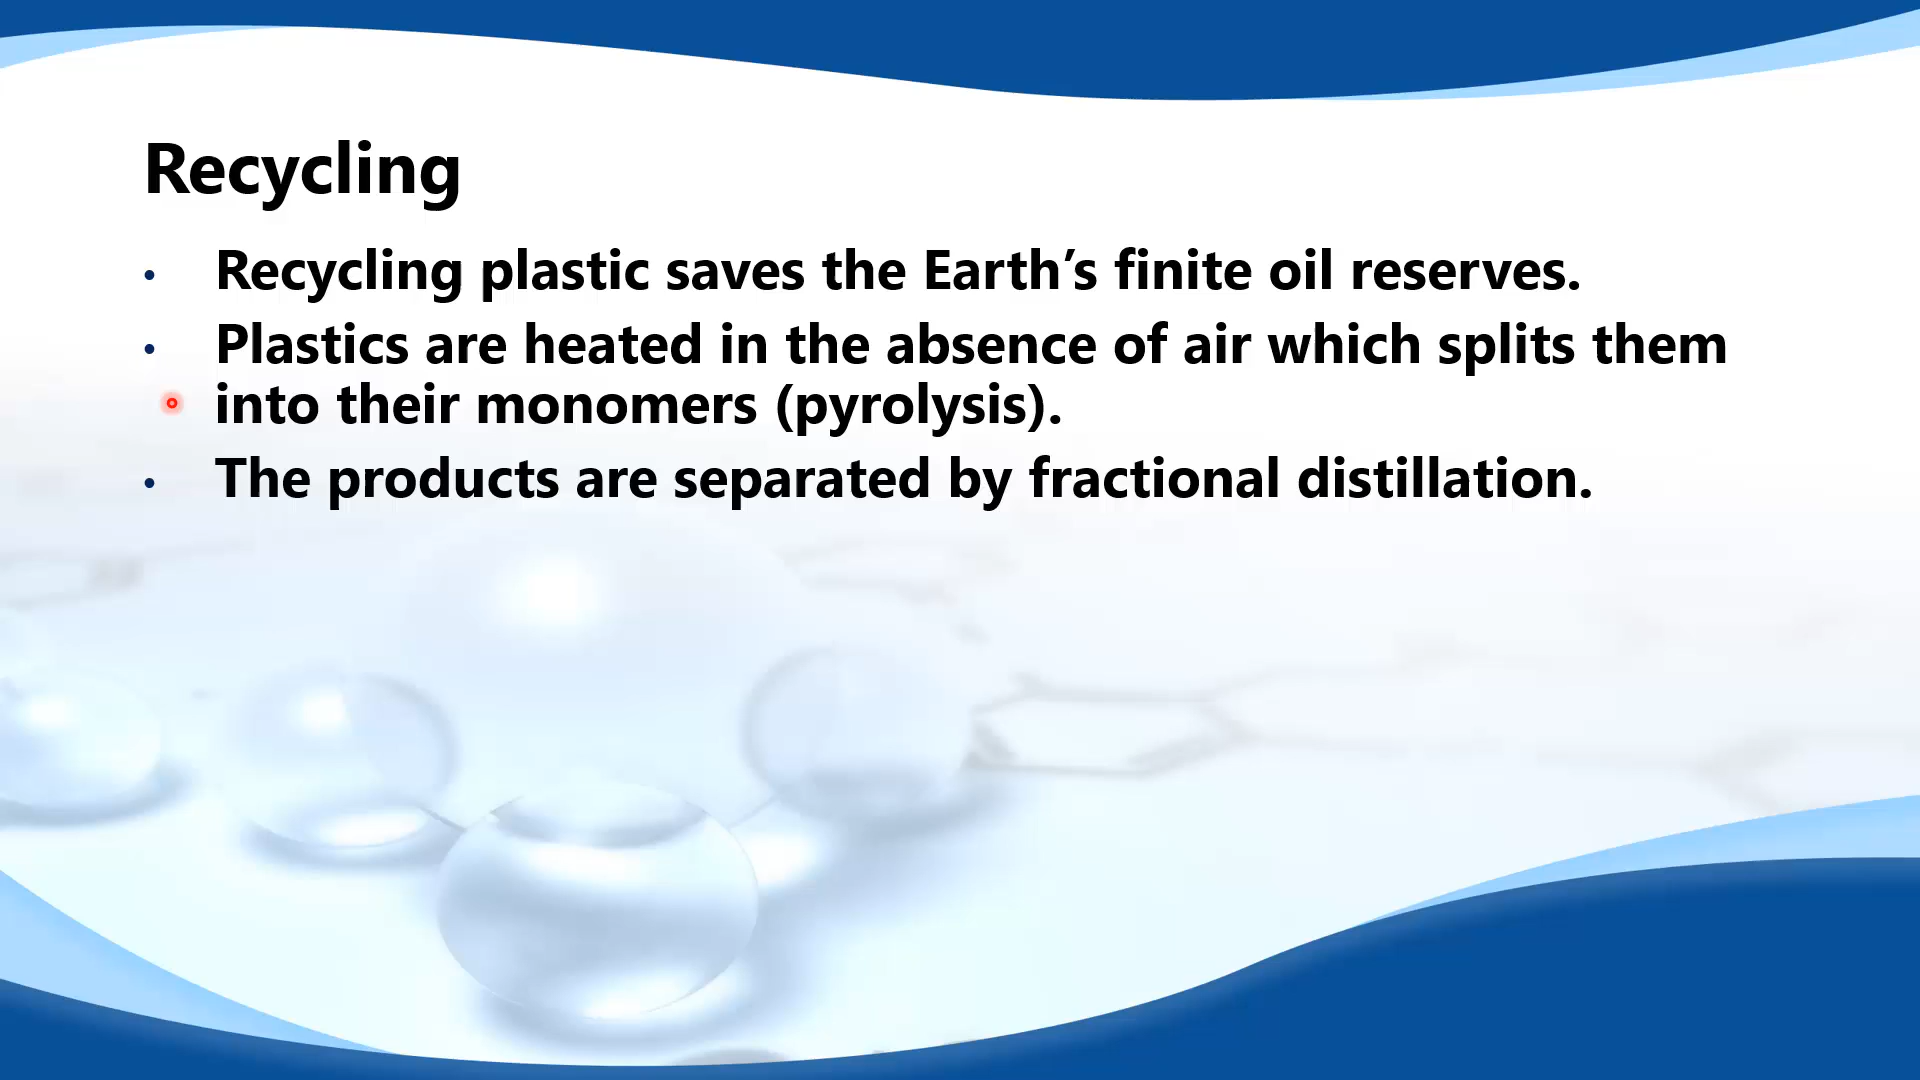 Recycling
• Recycling plastic saves the Earth’s finite oil reserves.
• Plastics are heated in the absence of air which splits them
into their monomers (pyrolysis).
• The products are separated by fractional distillation.